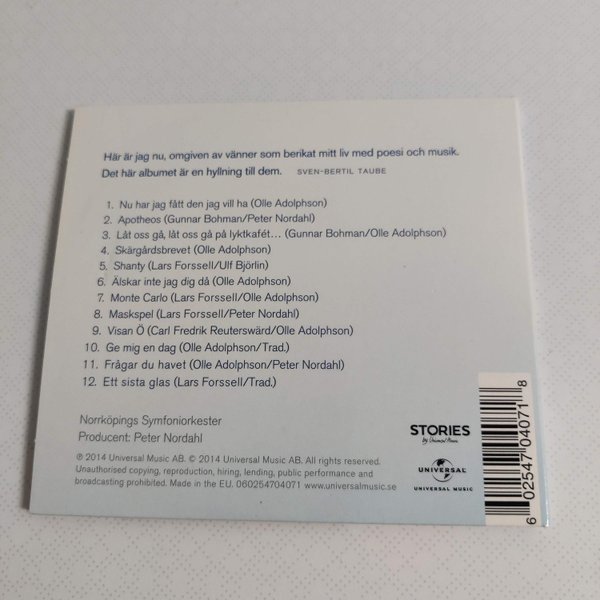 Här är jag nu, omgiven av vänner som berikat mitt liv med poesi och musik.
Det här albumet är en hyllning till dem. SVEN-BERTIL TAUBE
1. Nu har jag fått den jag vill ha (Olle Adolphson)
2. Apotheos (Gunnar Bohman/Peter Nordahl)
3. Låt oss gå, låt oss gå på lyktkafét... (Gunnar Bohman/Olle Adolphson)
4. Skärgårdsbrevet (Olle Adolphson)
5. Shanty (Lars Forssell/Ulf Björlin)
6. Älskar inte jag dig då (Olle Adolphson)
7. Monte Carlo (Lars Forssell/Olle Adolphson)
8. Maskspel (Lars Forssell/Peter Nordahl)
9. Visan Ö (Carl Fredrik Reuterswärd/Olle Adolphson)
10. Ge mig en dag (Olle Adolphson/Trad.)
11. Frågar du havet (Olle Adolphson/Peter Nordahl)
12. Ett sista glas (Lars Forssell/Trad.)
Norrköpings Symfoniorkester
Producent: Peter Nordahl
℗ 2014 Universal Music AB. © 2014 Universal Music AB. All rights reserved.
Unauthorised copying, reproduction, hiring, lending, public performance and
broadcasting prohibited. Made in the EU. 060254704071 www.universalmusic.se
STORIES
by Universal Music
UNIVERSAL
UNIVERSAL MUSIC
6 02547 04071 8